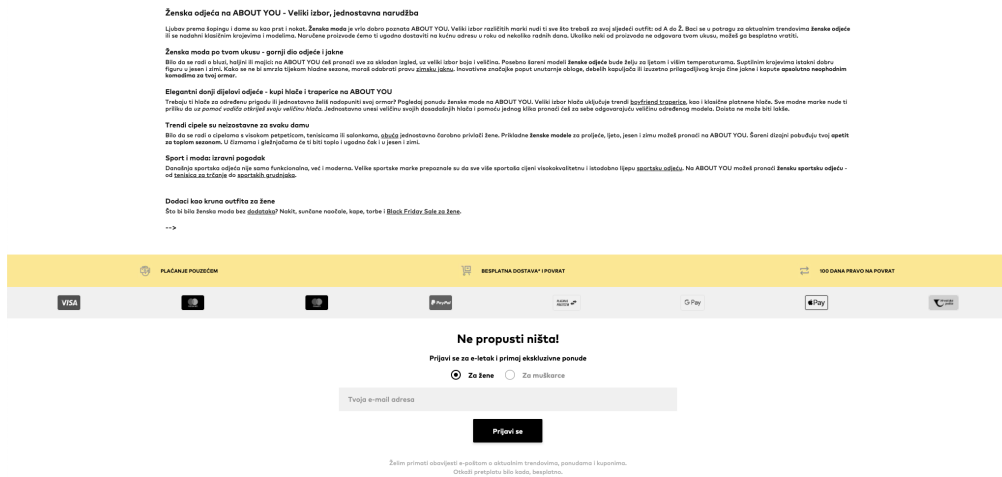 Ženska odjeća na ABOUT YOU - Veliki izbor, jednostavna narudžba
Ljubav prema šopingu i dame su kao prst i nokat. Ženska moda je vrlo dobro poznata ABOUT YOU. Veliki izbor različitih marki nudi ti sve što trebaš za svoj sljedeći outfit: od A do Ž. Baci se u potragu za aktualnim trendovima ženske odjeće
ili se nadahni klasičnim krojevima i modelima. Naručene proizvode ćemo ti ugodno dostaviti na kućnu adresu u roku od nekoliko radnih dana. Ukoliko neki od proizvoda ne odgovara tvom ukusu, možeš ga besplatno vratiti.
Ženska moda po tvom ukusu - gornji dio odjeće i jakne
Bilo da se radi o bluzi, haljini ili majici: na ABOUT YOU ćeš pronaći sve za skladan izgled, uz veliki izbor boja i veličina. Posebno šareni modeli ženske odjeće bude želju za ljetom i višim temperaturama. Suptilnim krojevima istakni dobru
figuru u jesen i zimi. Kako se ne bi smrzla tijekom hladne sezone, moraš odabrati pravu zimsku jaknu. Inovativne značajke poput unutarnje obloge, debelih kapuljača ili izuzetno prilagodljivog kroja čine jakne i kapute apsolutno neophodnim
komadima za tvoj ormar.
Elegantni donji dijelovi odjeće - kupi hlače i traperice na ABOUT YOU
Trebaju ti hlače za određenu prigodu ili jednostavno želiš nadopuniti svoj ormar? Pogledaj ponudu ženske mode na ABOUT YOU. Veliki izbor hlača uključuje trendi boyfriend traperice, kao i klasične platnene hlače. Sve modne marke nude ti
priliku da uz pomoć vodiča otkriješ svoju veličinu hlača. Jednostavno unesi veličinu svojih dosadašnjih hlača i pomoću jednog klika pronaći ćeš za sebe odgovarajuću veličinu određenog modela. Doista ne može biti lakše.
Trendi cipele su neizostavne za svaku damu
Bilo da se radi o cipelama s visokom petpeticom, tenisicama ili salonkama, obuća jednostavno čarobno privlači žene. Prikladne ženske modele za proljeće, ljeto, jesen i zimu možeš pronaći na ABOUT YOU. Šareni dizajni pobuđuju tvoj apetit
za toplom sezonom. U čizmama i gležnjačama će ti biti toplo i ugodno čak i u jesen i zimi.
Sport i moda: izravni pogodak
Današnja sportska odjeća nije samo funkcionalna, već i moderna. Velike sportske marke prepoznale su da sve više sportaša cijeni visokokvalitetnu i istodobno lijepu sportsku odjeću. Na ABOUT YOU možeš pronaći žensku sportsku odjeću -
od tenisica za trčanje do sportskih grudnjaka.
Dodaci kao kruna outfita za žene
Što bi bila ženska moda bez dodataka? Nakit, sunčane naočale, kape, torbe i Black Friday Sale za žene.
-->
PLAĆANJE POUZEĆEM BESPLATNA DOSTAVA* I POVRAT 100 DANA PRAVO NA POVRAT
VISA PayPal G Pay Pay
Ne propusti ništa!
Prijavi se za e-letak i primaj ekskluzivne ponude
Za žene Za muškarce
Tvoja e-mail adresa
Prijavi se
Želim primati obavijesti e-poštom o aktualnim trendovima, ponudama i kuponima.
Otkaži pretplatu bilo kada, besplatno.